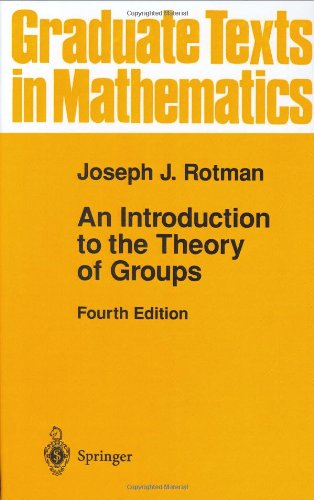 Graduate Texts
in Mathematics
Joseph J. Rotman
An Introduction
to the Theory
of Groups
Fourth Edition
Springer